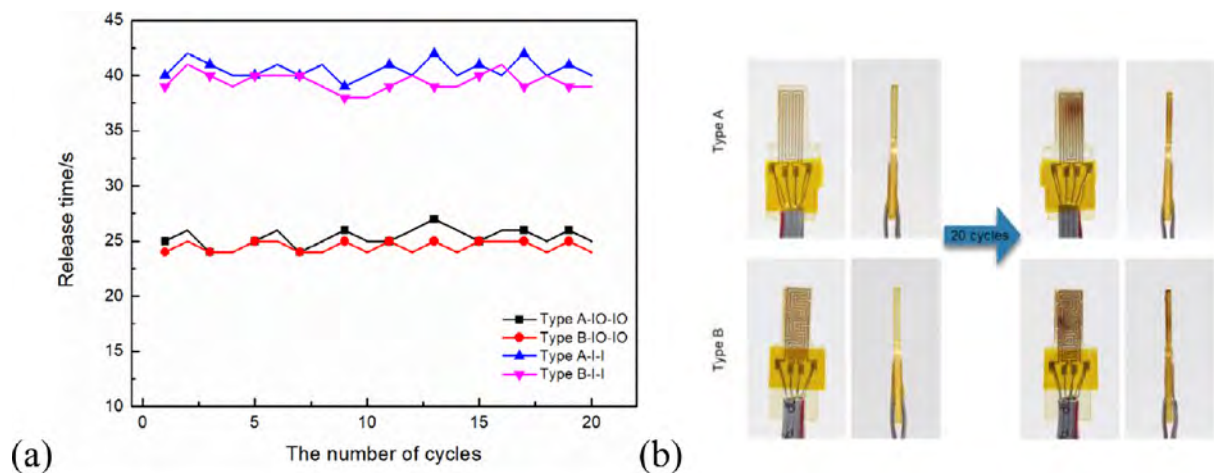 45
40
35
30
25
20
15
10
Release time/s
Type A-IO-IO
Type B-IO-IO
Type A-I-I
Type B-I-I
0
5
10
15
20
The number of cycles
(a)
Type A
20 cycles
Type B
(b)